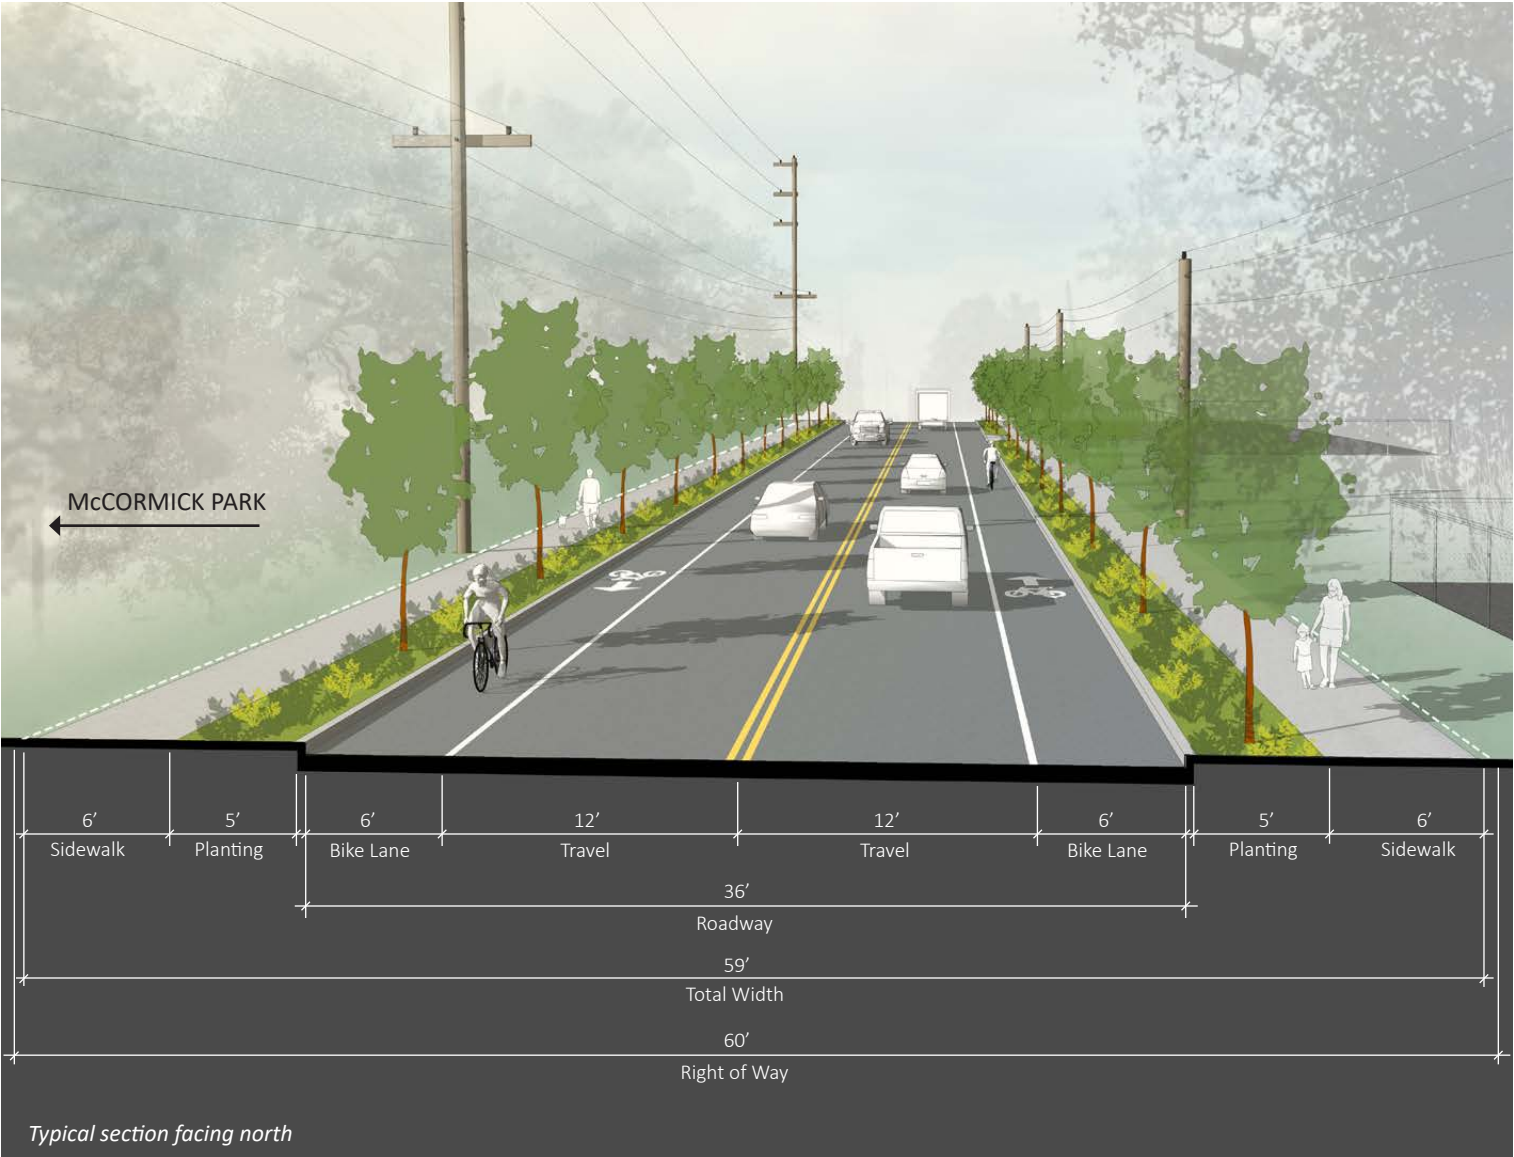 McCORMICK PARK
6’ 5’ 6’ 12’ 12’ 6’ 5’ 6’
Sidewalk Planting Bike Lane Travel Travel Bike Lane Planting Sidewalk
36’
Roadway
59’
Total Width
60’
Right of Way
Typical section facing north